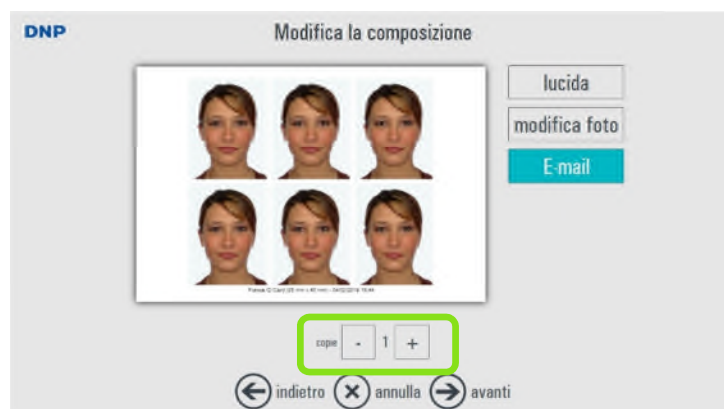 DNP
Modifica la composizione
lucida
modifica foto
E-mail
copie - 1 +
indietro annulla avanti